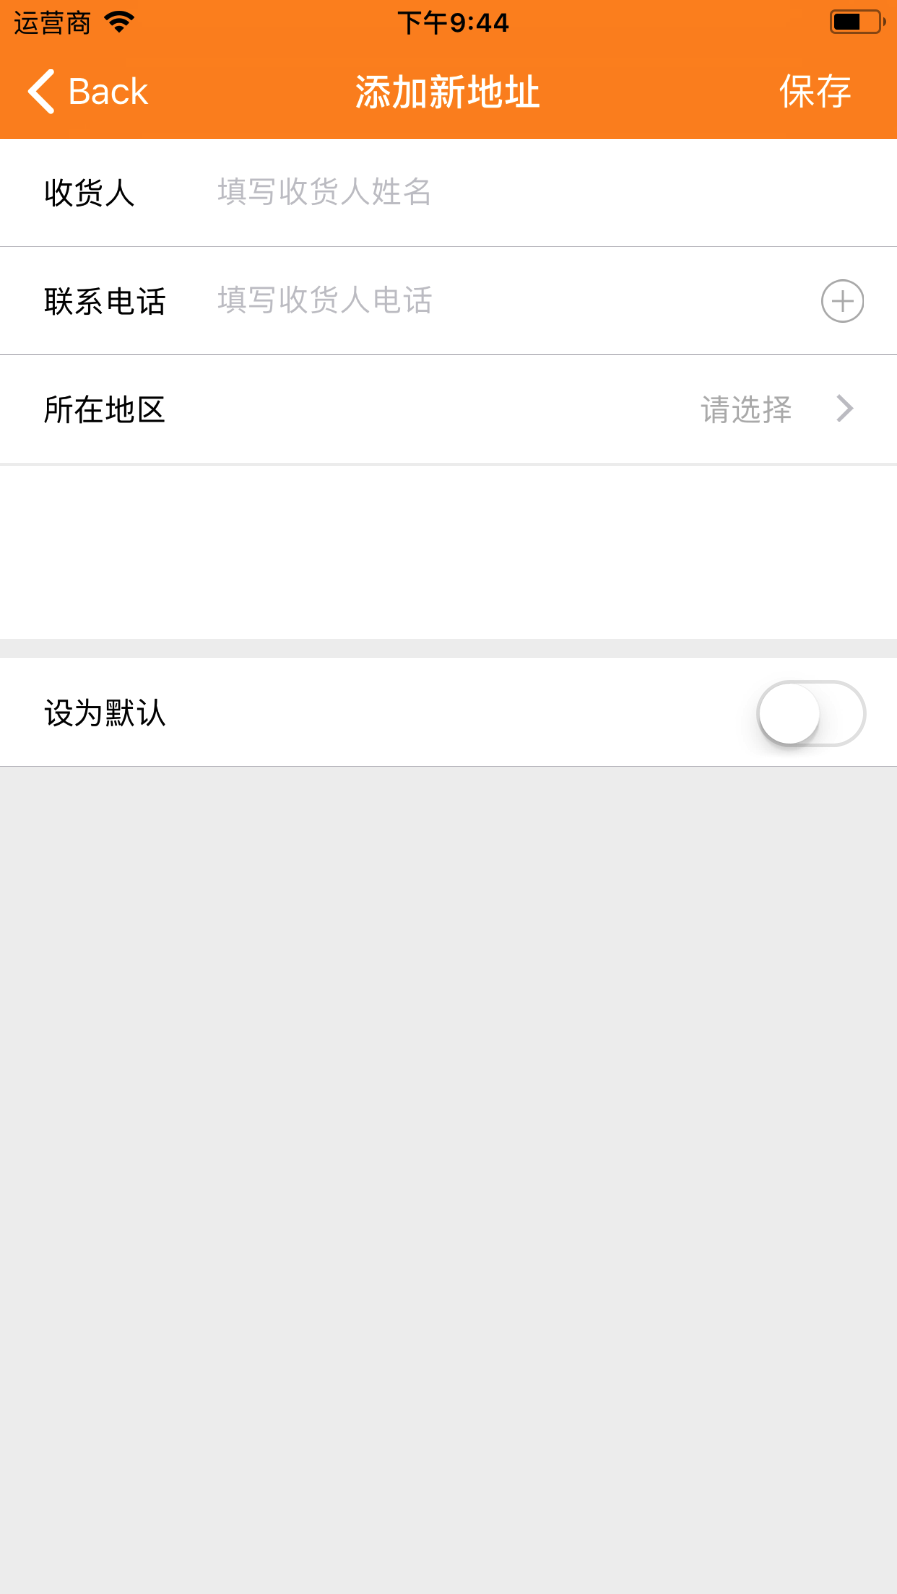 运营商 下午9:44
Back 添加新地址 保存
收货人 填写收货人姓名
联系电话 填写收货人电话
所在地区 请选择
设为默认